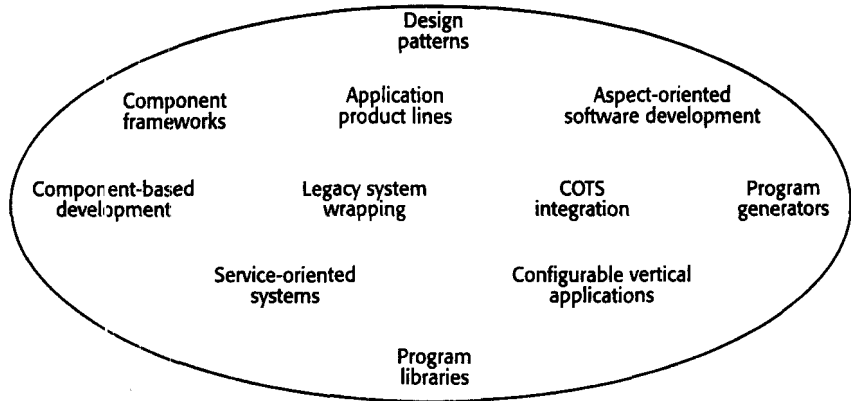 Design
patterns
Component
frameworks
Application
product lines
Aspect-oriented
software development
Component-based
development
Legacy system
wrapping
COTS
integration
Program
generators
Service-oriented
systems
Configurable vertical
applications
Program
libraries